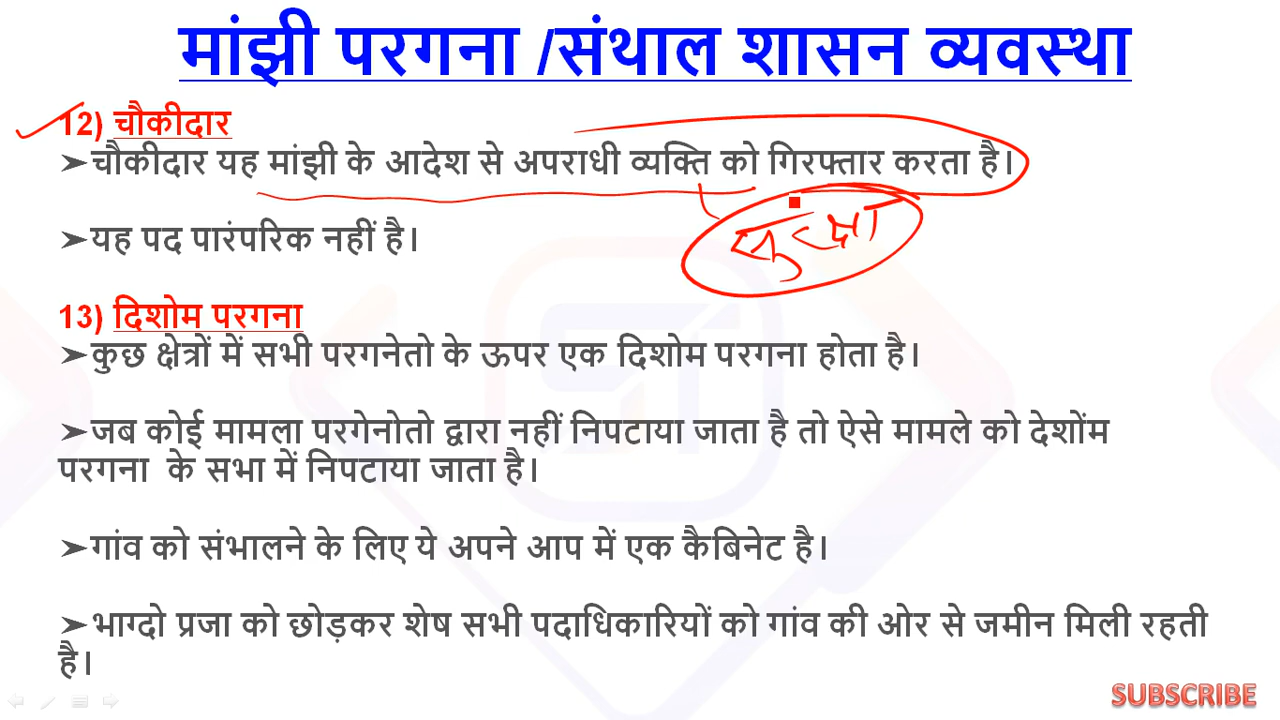 मांझी परगना /संथाल शासन व्यवस्था
12) चौकीदार
➤चौकीदार यह मांझी के आदेश से अपराधी व्यक्ति को गिरफ्तार करता है।
सुरक्षा
➤यह पद पारंपरिक नहीं है।
13) दिशोम परगना
➤कुछ क्षेत्रों में सभी परगनेतो के ऊपर एक दिशोम परगना होता है।
➤जब कोई मामला परगेनोतो द्वारा नहीं निपटाया जाता है तो ऐसे मामले को देशोंम
परगना के सभा में निपटाया जाता है।
➤गांव को संभालने के लिए ये अपने आप में एक कैबिनेट है।
➤भाग्दो प्रजा को छोड़कर शेष सभी पदाधिकारियों को गांव की ओर से जमीन मिली रहती
है।
SUBSCRIBE